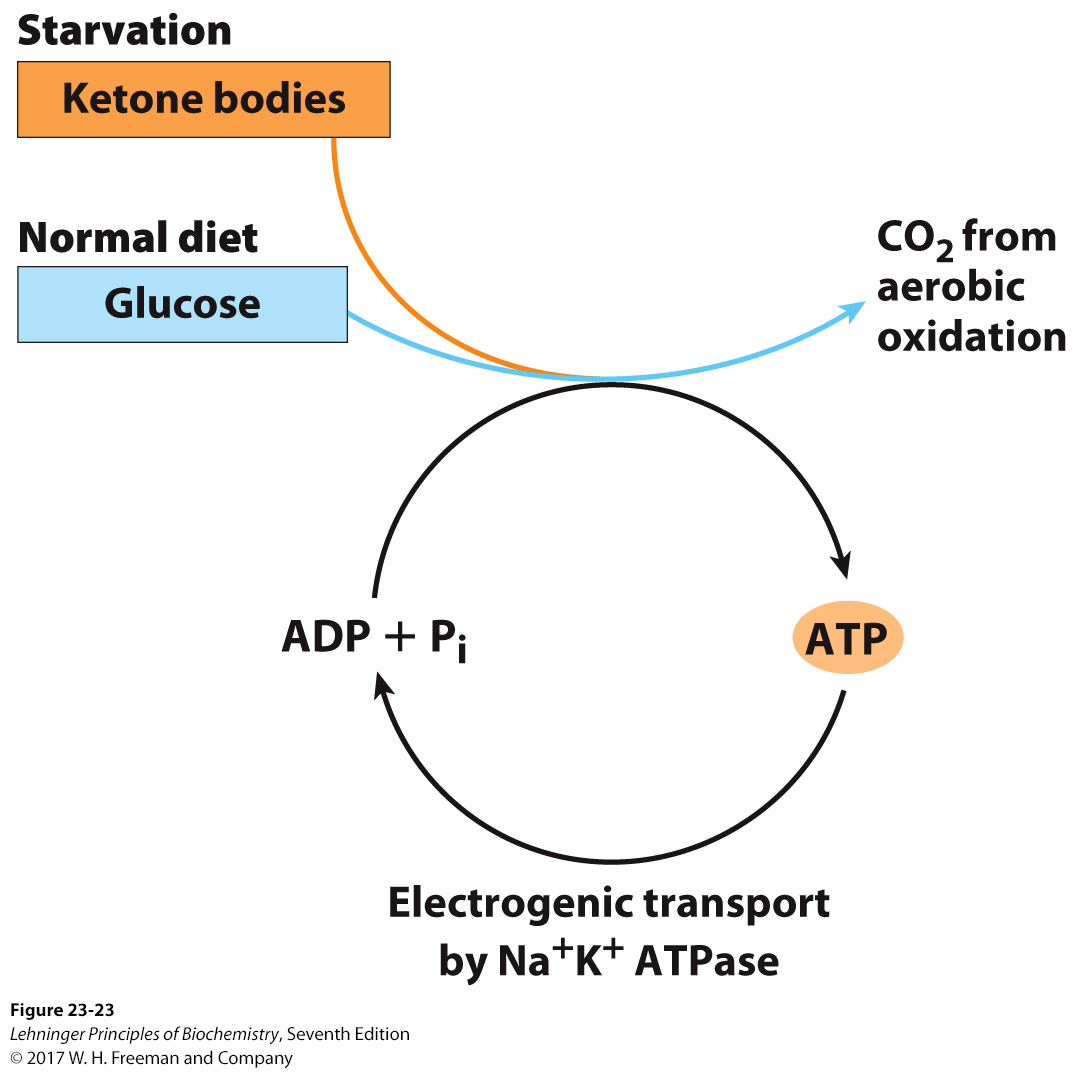 Starvation
Ketone bodies
Normal diet
Glucose
CO₂ from
aerobic
oxidation
ADP + Pᵢ
ATP
Electrogenic transport
by Na⁺K⁺ ATPase
Figure 23-23
Lehninger Principles of Biochemistry, Seventh Edition
© 2017 W. H. Freeman and Company